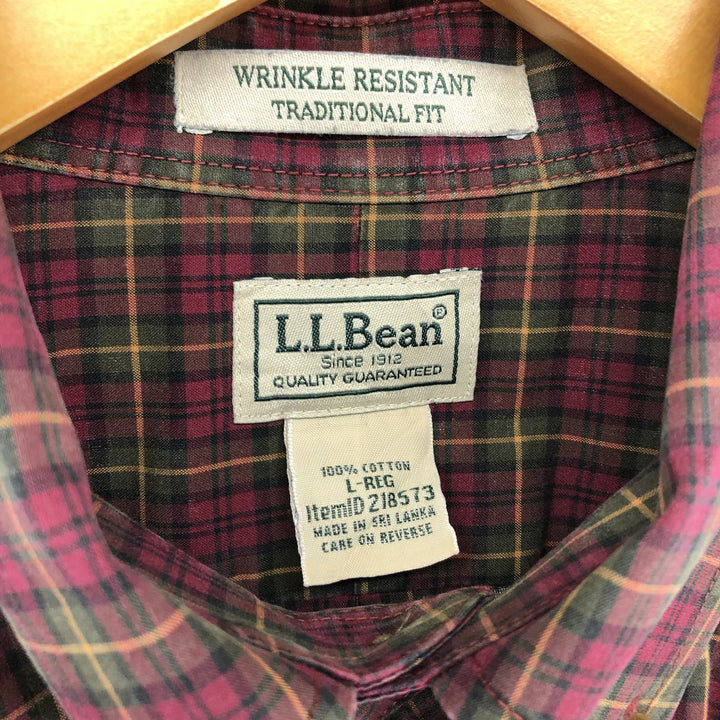 WRINKLE RESISTANT
TRADITIONAL FIT
L.L.Bean®
Since 1912
QUALITY GUARANTEED
100% COTTON
L-REG
ItemID 218573
MADE IN SRI LANKA
CARE ON REVERSE